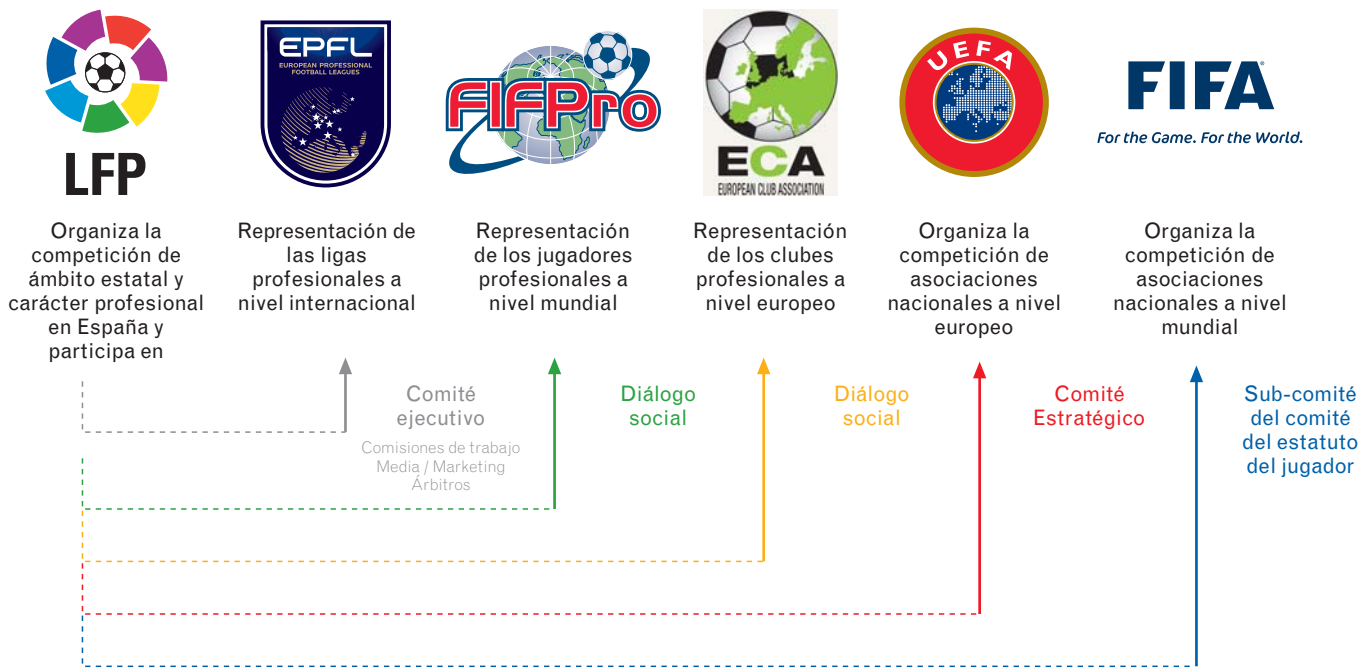 LFP
EPFL
EUROPEAN PROFESSIONAL
FOOTBALL LEAGUES
FIFPro
ECA
EUROPEAN CLUB ASSOCIATION
UEFA
FIFA®
For the Game. For the World.
Organiza la
competición de
ámbito estatal y
carácter profesional
en España y
participa en
Representación de
las ligas
profesionales a
nivel internacional
Representación
de los jugadores
profesionales a
nivel mundial
Representación
de los clubes
profesionales a
nivel europeo
Organiza la
competición de
asociaciones
nacionales a nivel
europeo
Organiza la
competición de
asociaciones
nacionales a nivel
mundial
Comité
ejecutivo
Comisiones de trabajo
Media / Marketing
Árbitros
Diálogo
social
Diálogo
social
Comité
Estratégico
Sub-comité
del comité
del estatuto
del jugador